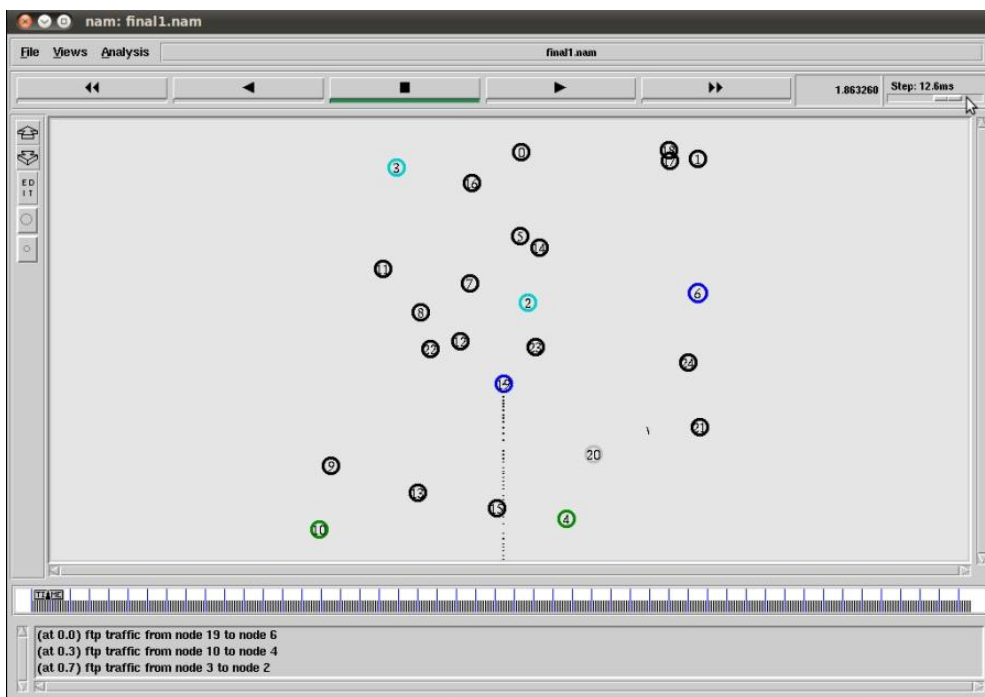 nam: final1.nam
File Views Analysis final1.nam
1.863260 Step: 12.6ms
0
18
3
17
1
16
5
14
11
7
6
2
8
12
22
23
24
19
21
20
9
13
15
4
10
ED
IT
TIME
(at 0.0) ftp traffic from node 19 to node 6
(at 0.3) ftp traffic from node 10 to node 4
(at 0.7) ftp traffic from node 3 to node 2